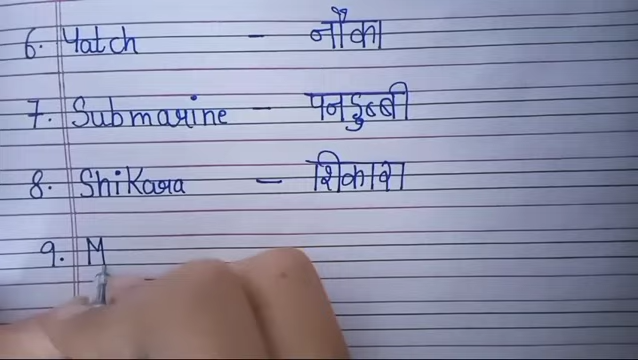 6. Yatch - नौका
7. Submarine - पनडुब्बी
8. Shikara - शिकारा
9. M